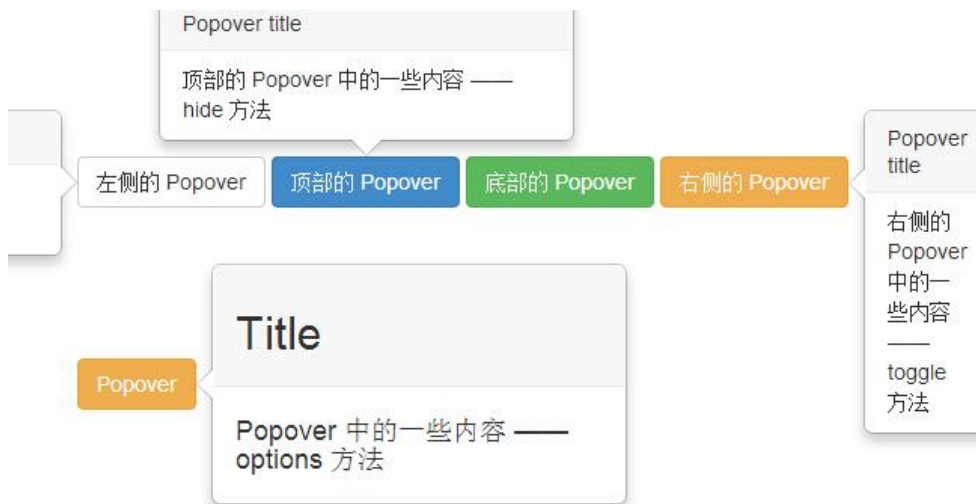 Popover title
顶部的 Popover 中的一些内容 ——
hide 方法
左侧的 Popover
顶部的 Popover
底部的 Popover
右侧的 Popover
Popover
title
右侧的
Popover
中的一
些内容
——
toggle
方法
Popover
Title
Popover 中的一些内容 ——
options 方法